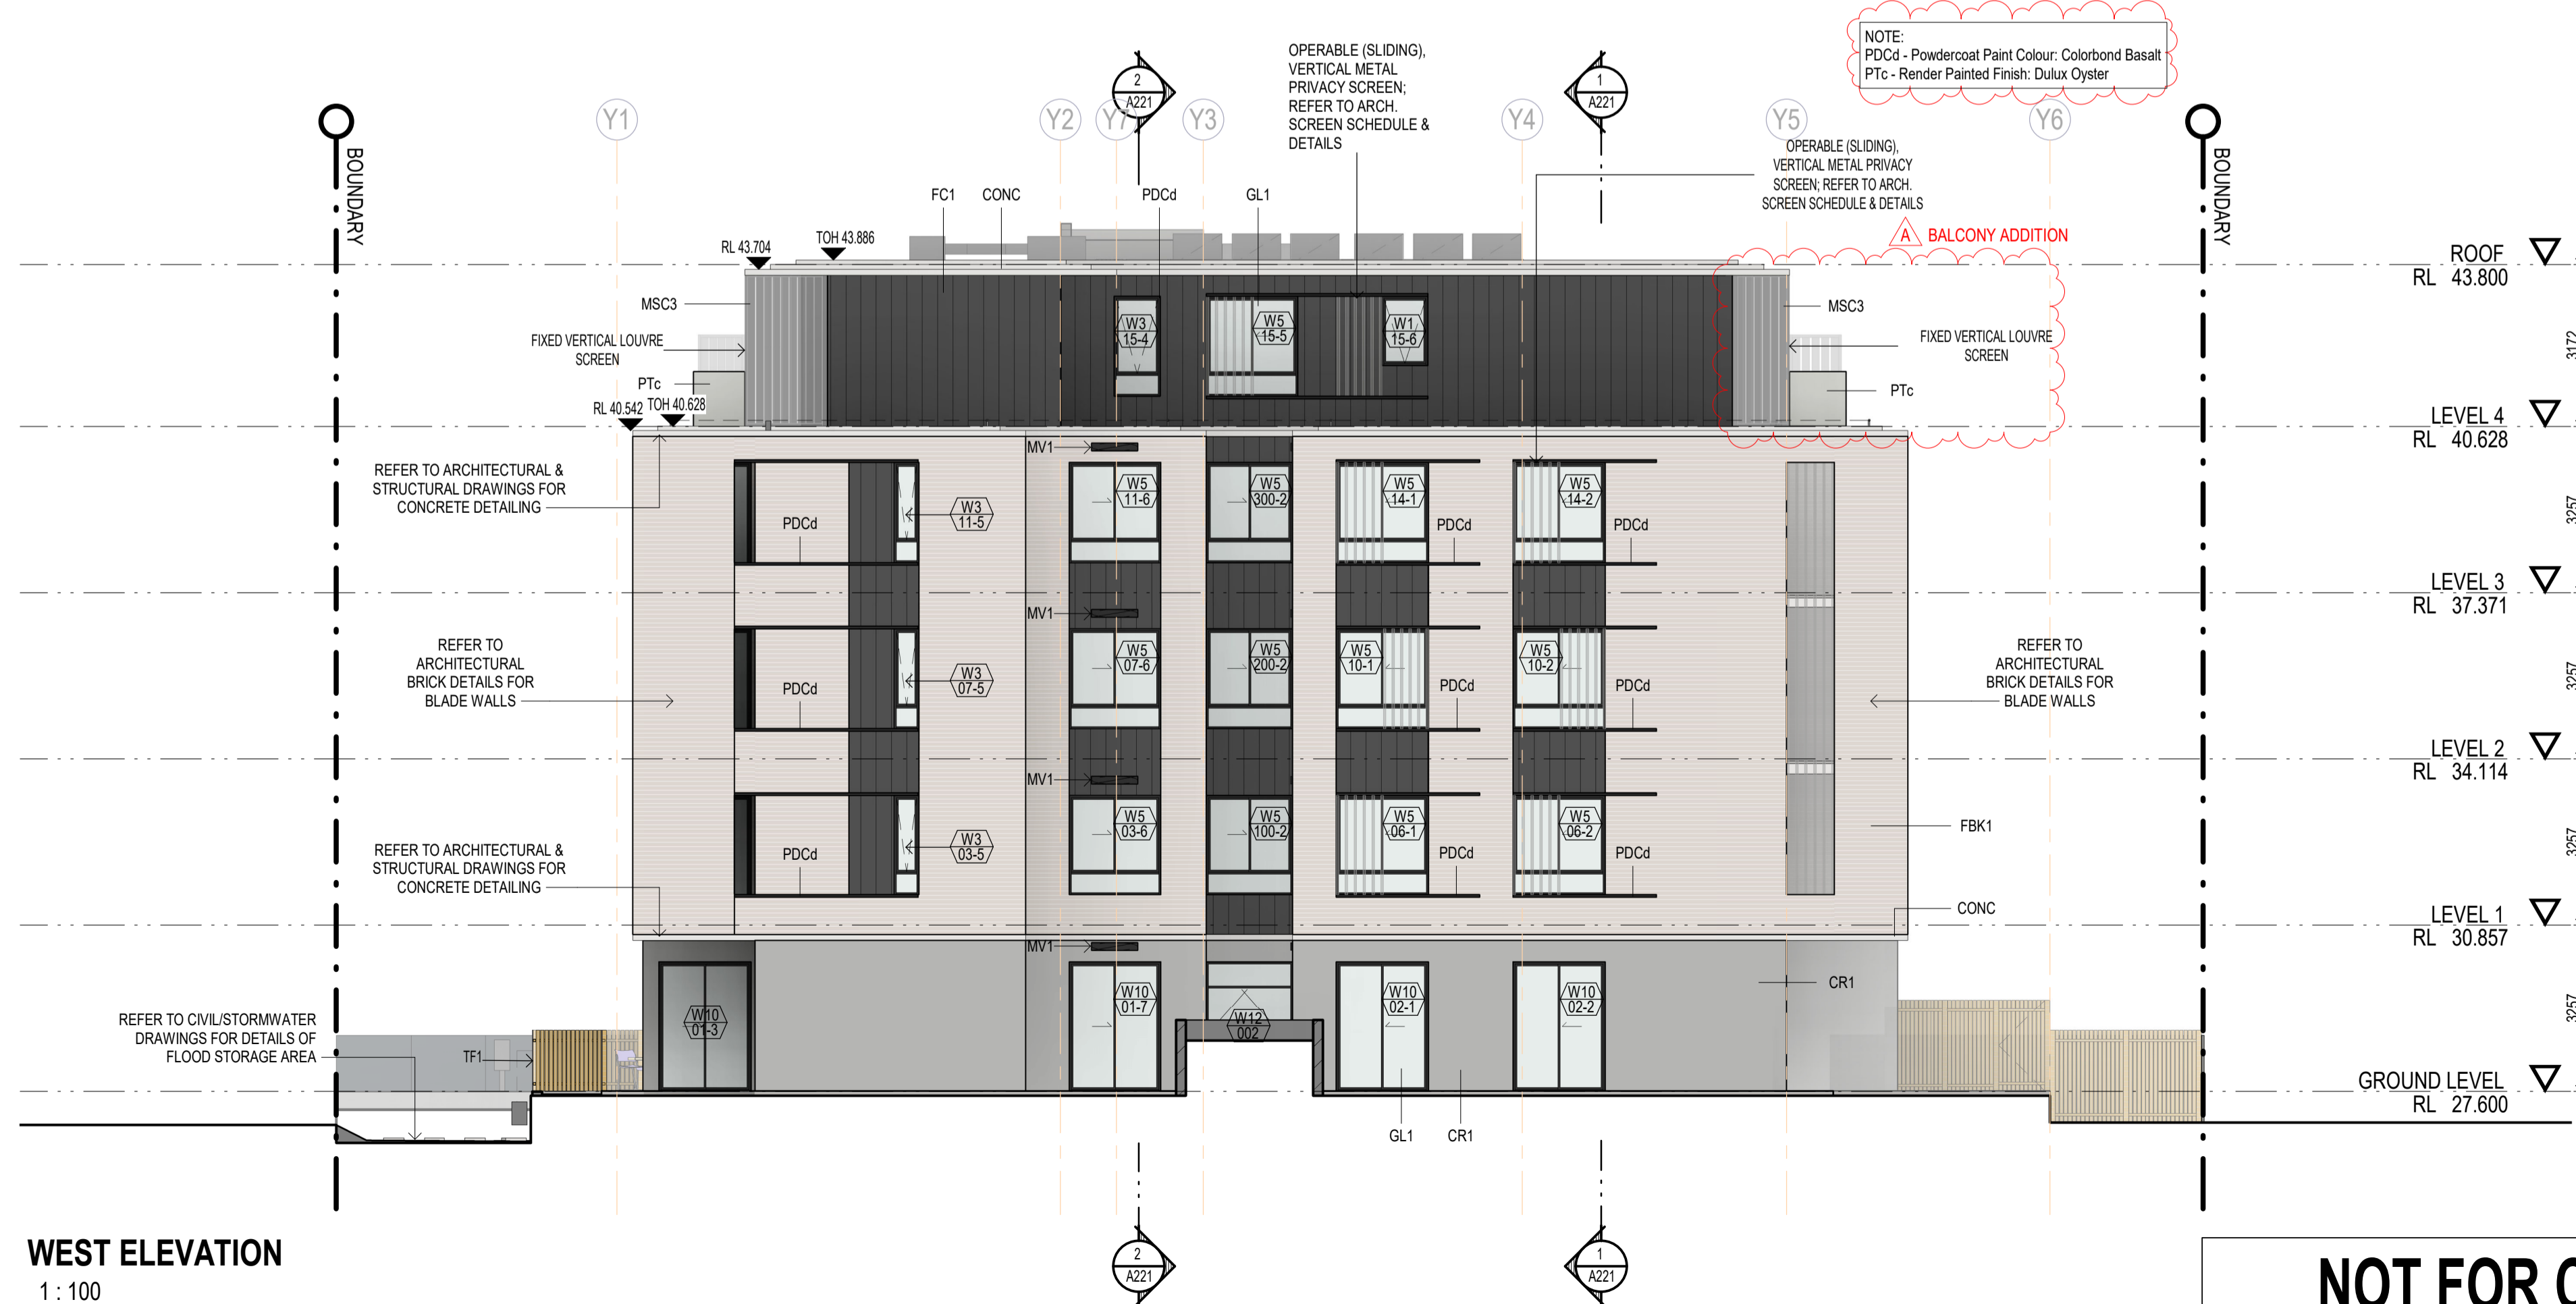 NOTE:
PDCd - Powdercoat Paint Colour: Colorbond Basalt
PTc - Render Painted Finish: Dulux Oyster
OPERABLE (SLIDING),
VERTICAL METAL
PRIVACY SCREEN;
REFER TO ARCH.
SCREEN SCHEDULE &
DETAILS
2
A221
1
A221
Y1
Y2
Y7
Y3
Y4
Y5
Y6
BOUNDARY
BOUNDARY
OPERABLE (SLIDING),
VERTICAL METAL PRIVACY
SCREEN; REFER TO ARCH.
SCREEN SCHEDULE & DETAILS
FC1
CONC
PDCd
GL1
A BALCONY ADDITION
RL 43.704
TOH 43.886
ROOF
RL 43.800
MSC3
MSC3
W3
15-4
W5
15-5
W1
15-6
FIXED VERTICAL LOUVRE
SCREEN
FIXED VERTICAL LOUVRE
SCREEN
3172
PTc
PTc
RL 40.542
TOH 40.628
LEVEL 4
RL 40.628
MV1
REFER TO ARCHITECTURAL &
STRUCTURAL DRAWINGS FOR
CONCRETE DETAILING
PDCd
W3
11-5
W5
11-6
W5
300-2
W5
14-1
PDCd
W5
14-2
PDCd
3257
LEVEL 3
RL 37.371
MV1
REFER TO
ARCHITECTURAL
BRICK DETAILS FOR
BLADE WALLS
PDCd
W3
07-5
W5
07-6
W5
200-2
W5
10-1
PDCd
W5
10-2
PDCd
REFER TO
ARCHITECTURAL
BRICK DETAILS FOR
BLADE WALLS
3257
LEVEL 2
RL 34.114
MV1
REFER TO ARCHITECTURAL &
STRUCTURAL DRAWINGS FOR
CONCRETE DETAILING
PDCd
W3
03-5
W5
03-6
W5
100-2
W5
06-1
PDCd
W5
06-2
PDCd
FBK1
3257
CONC
LEVEL 1
RL 30.857
MV1
W10
01-3
W10
01-7
W12
002
W10
02-1
W10
02-2
CR1
3257
REFER TO CIVIL/STORMWATER
DRAWINGS FOR DETAILS OF
FLOOD STORAGE AREA
TF1
GROUND LEVEL
RL 27.600
GL1
CR1
2
A221
1
A221
WEST ELEVATION
1 : 100
NOT FOR